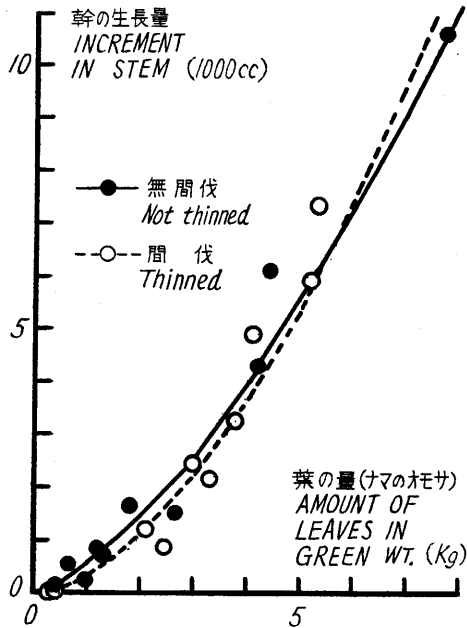 幹の生長量
INCREMENT
IN STEM (1000cc)
10
無間伐
Not thinned
間伐
Thinned
5
葉の量(ナマのオモサ)
AMOUNT OF
LEAVES IN
GREEN WT. (Kg)
0
0
5